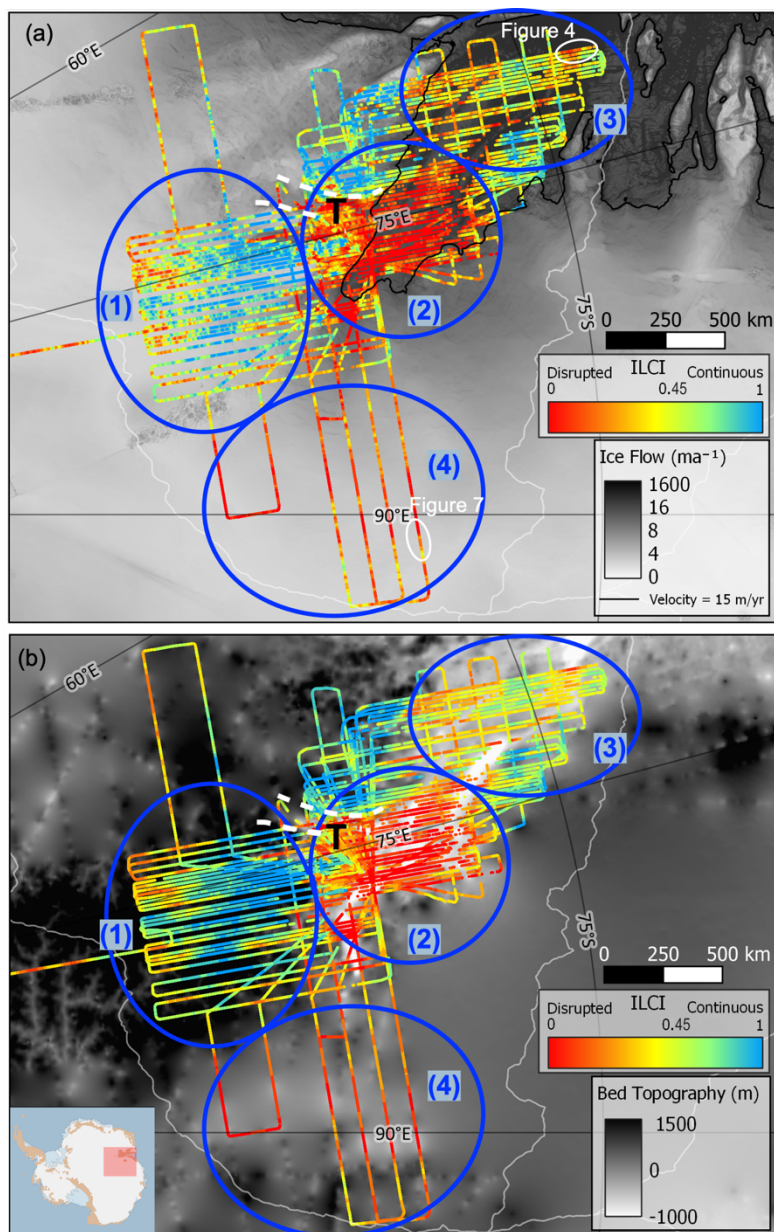 (a)
60°E
Figure 4
(3)
T
75°E
(1)
(2)
75°S
0 250 500 km
Disrupted ILCI Continuous
0 0.45 1
(4)
Ice Flow (ma⁻¹)
1600
16
8
4
0
Figure 7
90°E
Velocity = 15 m/yr
(b)
60°E
(3)
T
75°E
(1)
(2)
75°S
0 250 500 km
Disrupted ILCI Continuous
0 0.45 1
(4)
Bed Topography (m)
1500
0
-1000
90°E